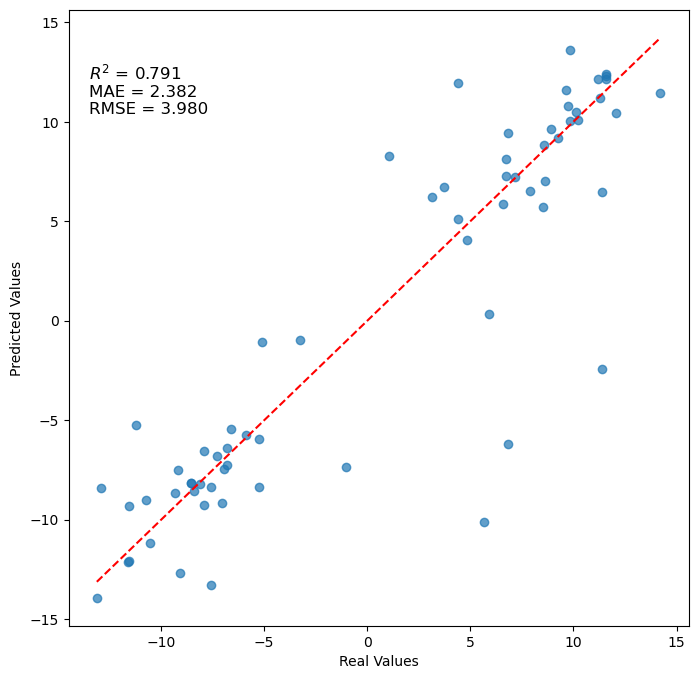 15
10
5
0
−5
−10
−15
Predicted Values
R² = 0.791
MAE = 2.382
RMSE = 3.980
−10
−5
0
5
10
15
Real Values